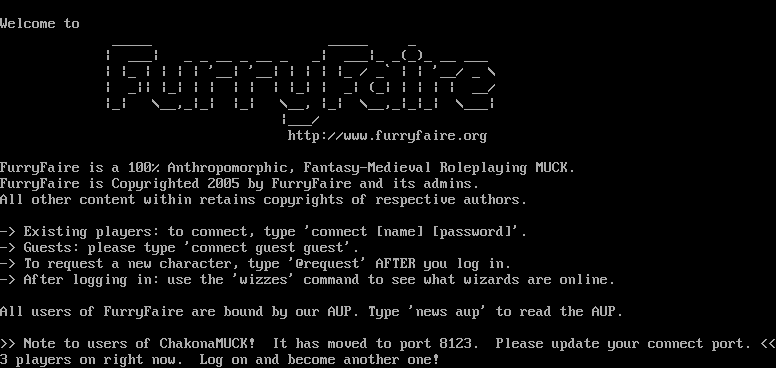 Welcome to
FurryFaire
http://www.furryfaire.org
FurryFaire is a 100% Anthropomorphic, Fantasy-Medieval Roleplaying MUCK.
FurryFaire is Copyrighted 2005 by FurryFaire and its admins.
All other content within retains copyrights of respective authors.
-> Existing players: to connect, type 'connect [name] [password]'.
-> Guests: please type 'connect guest guest'.
-> To request a new character, type '@request' AFTER you log in.
-> After logging in: use the 'wizzes' command to see what wizards are online.
All users of FurryFaire are bound by our AUP. Type 'news aup' to read the AUP.
>> Note to users of ChakonaMUCK!  It has moved to port 8123.  Please update your connect port. <<
3 players on right now.  Log on and become another one!